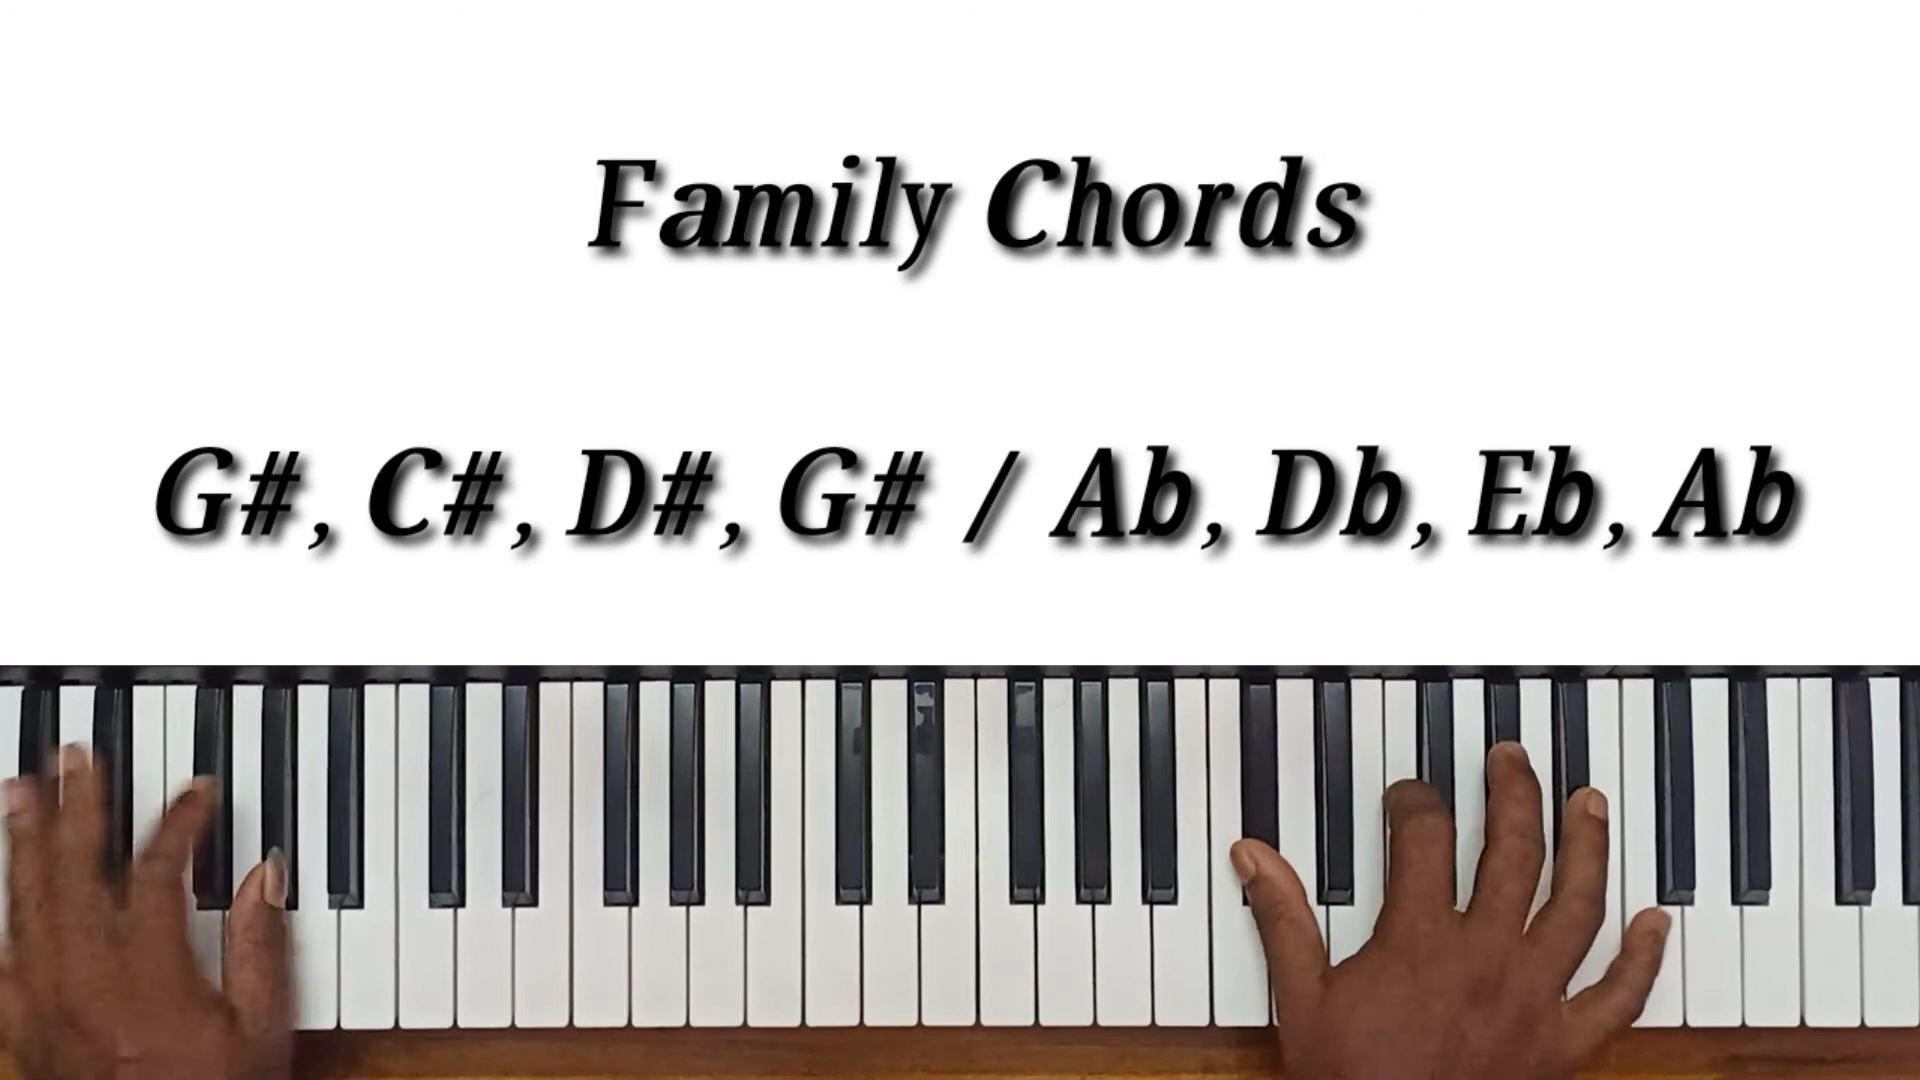 Family Chords
G#, C#, D#, G# / Ab, Db, Eb, Ab